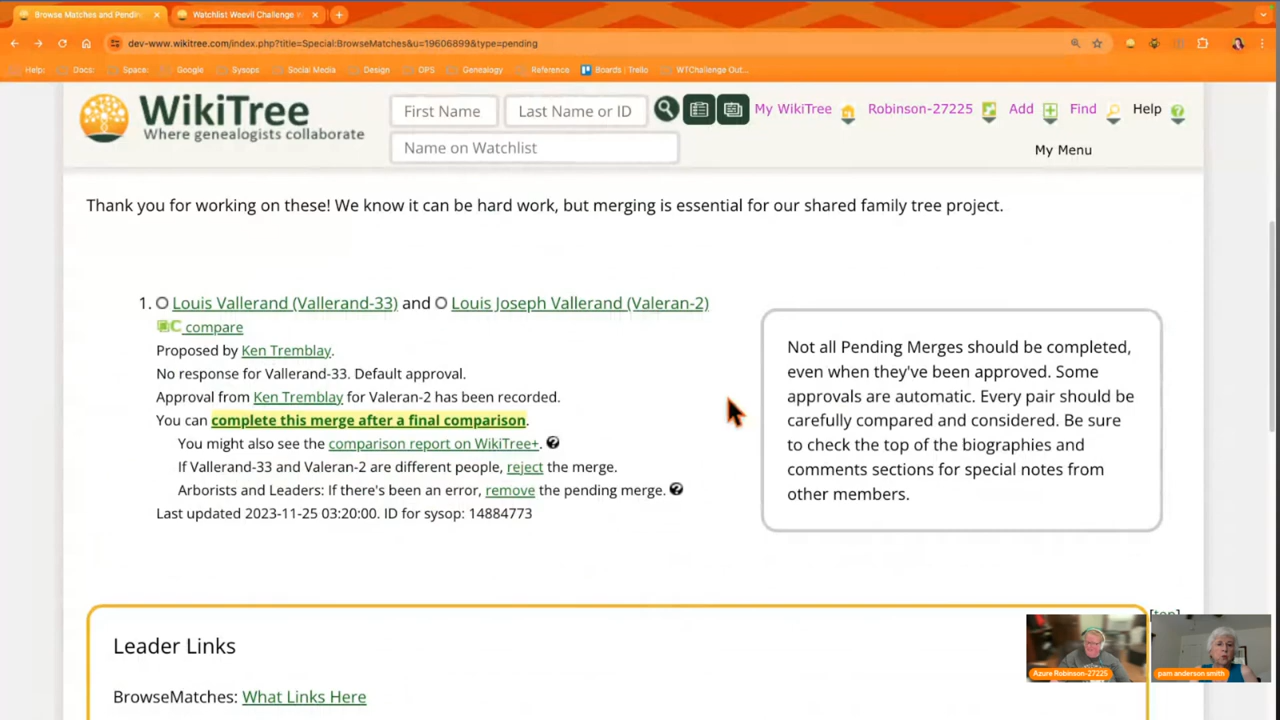 Browse Matches and Pendin
Watchlist Weevil Challenge
dev-www.wikitree.com/index.php?title=Special:BrowseMatches&u=19606899&type=pending
Help: Docs: Space: Google Sysops Social Media Design OPS Genealogy Reference Boards | Trello WTChallenge Out...
WikiTree
Where genealogists collaborate
First Name
Last Name or ID
Name on Watchlist
My WikiTree Robinson-27225 Add Find Help
My Menu
Thank you for working on these! We know it can be hard work, but merging is essential for our shared family tree project.
1. Louis Vallerand (Vallerand-33) and Louis Joseph Vallerand (Valeran-2)
C compare
Proposed by Ken Tremblay.
No response for Vallerand-33. Default approval.
Approval from Ken Tremblay for Valeran-2 has been recorded.
You can complete this merge after a final comparison.
You might also see the comparison report on WikiTree+.
If Vallerand-33 and Valeran-2 are different people, reject the merge.
Arborists and Leaders: If there's been an error, remove the pending merge.
Last updated 2023-11-25 03:20:00. ID for sysop: 14884773
Not all Pending Merges should be completed,
even when they've been approved. Some
approvals are automatic. Every pair should be
carefully compared and considered. Be sure
to check the top of the biographies and
comments sections for special notes from
other members.
[top]
Leader Links
BrowseMatches: What Links Here
Azure Robinson-27225
pam anderson smith